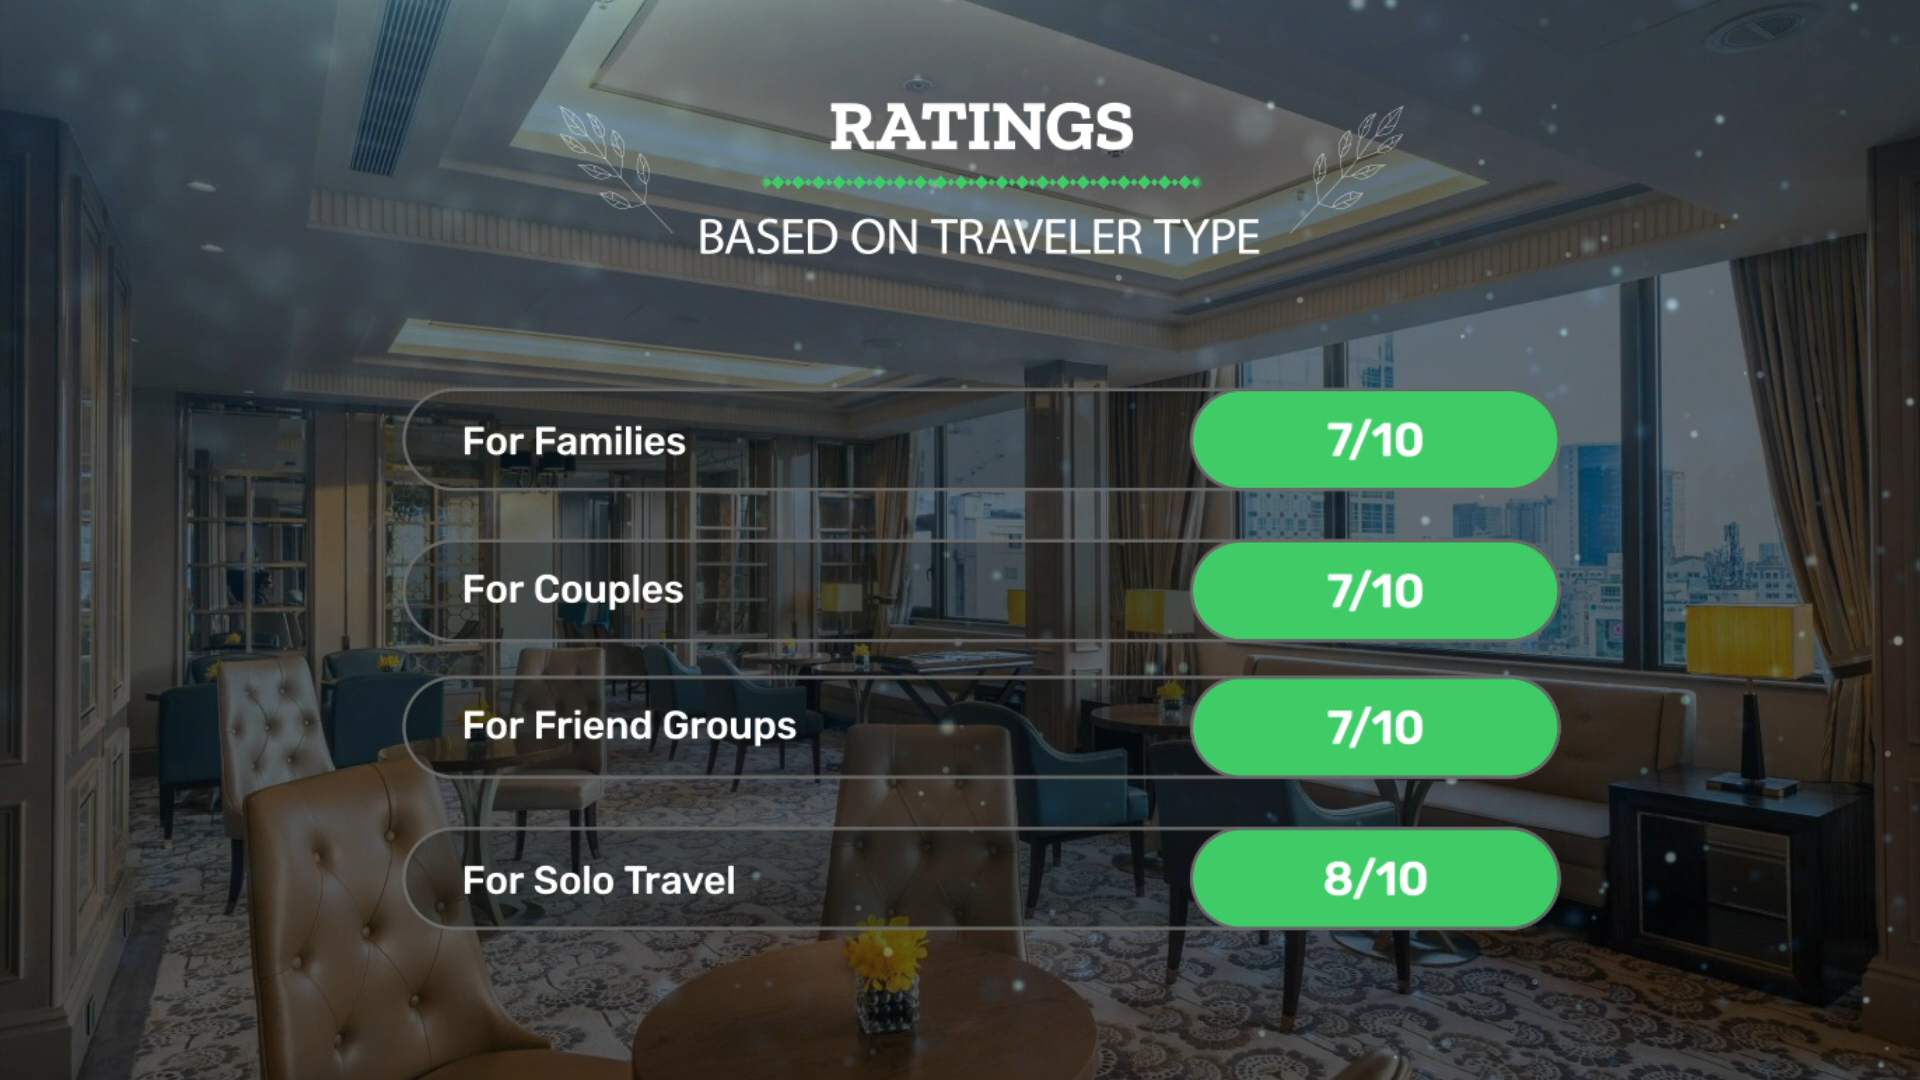 RATINGS
BASED ON TRAVELER TYPE
For Families 7/10
For Couples 7/10
For Friend Groups 7/10
For Solo Travel 8/10